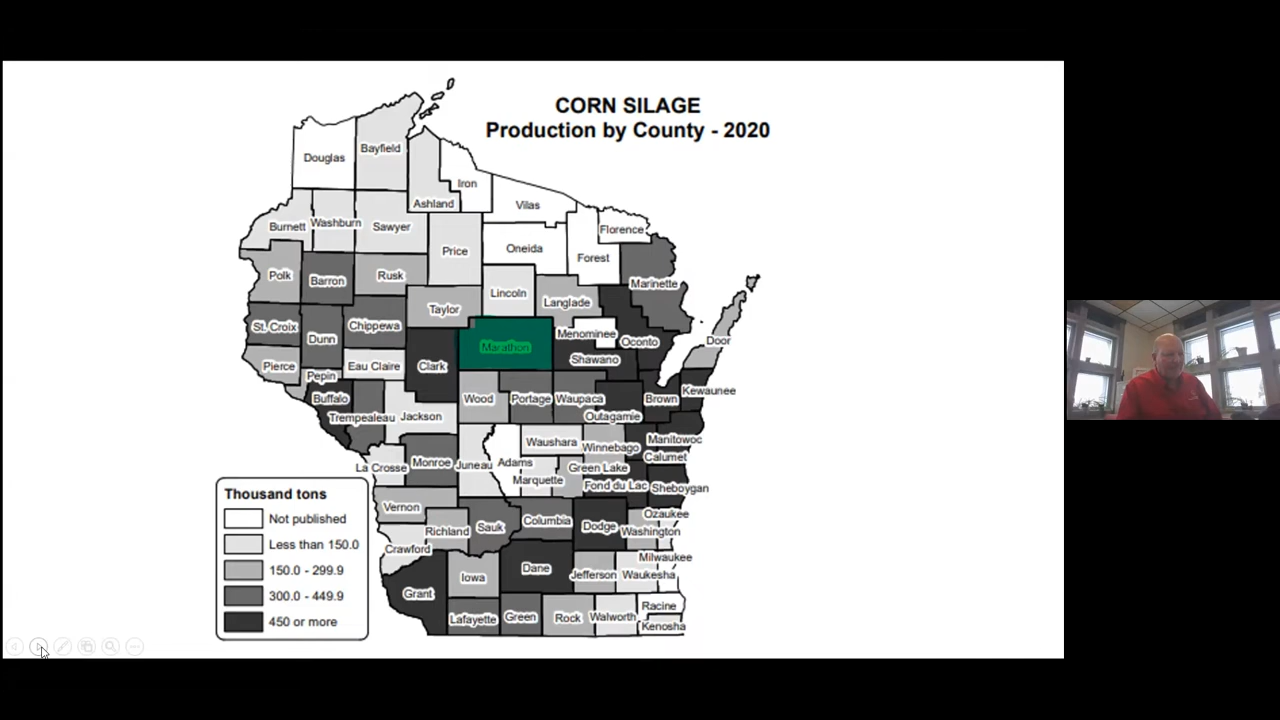 CORN SILAGE
Production by County - 2020
Douglas
Bayfield
Iron
Ashland
Vilas
Burnett
Washburn
Sawyer
Florence
Price
Oneida
Forest
Polk
Barron
Rusk
Marinette
Lincoln
Langlade
Taylor
St. Croix
Chippewa
Dunn
Menominee
Oconto
Door
Marathon
Shawano
Pierce
Eau Claire
Clark
Pepin
Kewaunee
Buffalo
Wood
Portage
Waupaca
Brown
Trempealeau
Jackson
Outagamie
Manitowoc
Waushara
Winnebago
Calumet
La Crosse
Monroe
Juneau
Adams
Green Lake
Marquette
Fond du Lac
Sheboygan
Vernon
Ozaukee
Columbia
Dodge
Sauk
Richland
Washington
Crawford
Milwaukee
Dane
Iowa
Jefferson
Waukesha
Grant
Racine
Lafayette
Green
Rock
Walworth
Kenosha
Thousand tons
Not published
Less than 150.0
150.0 - 299.9
300.0 - 449.9
450 or more